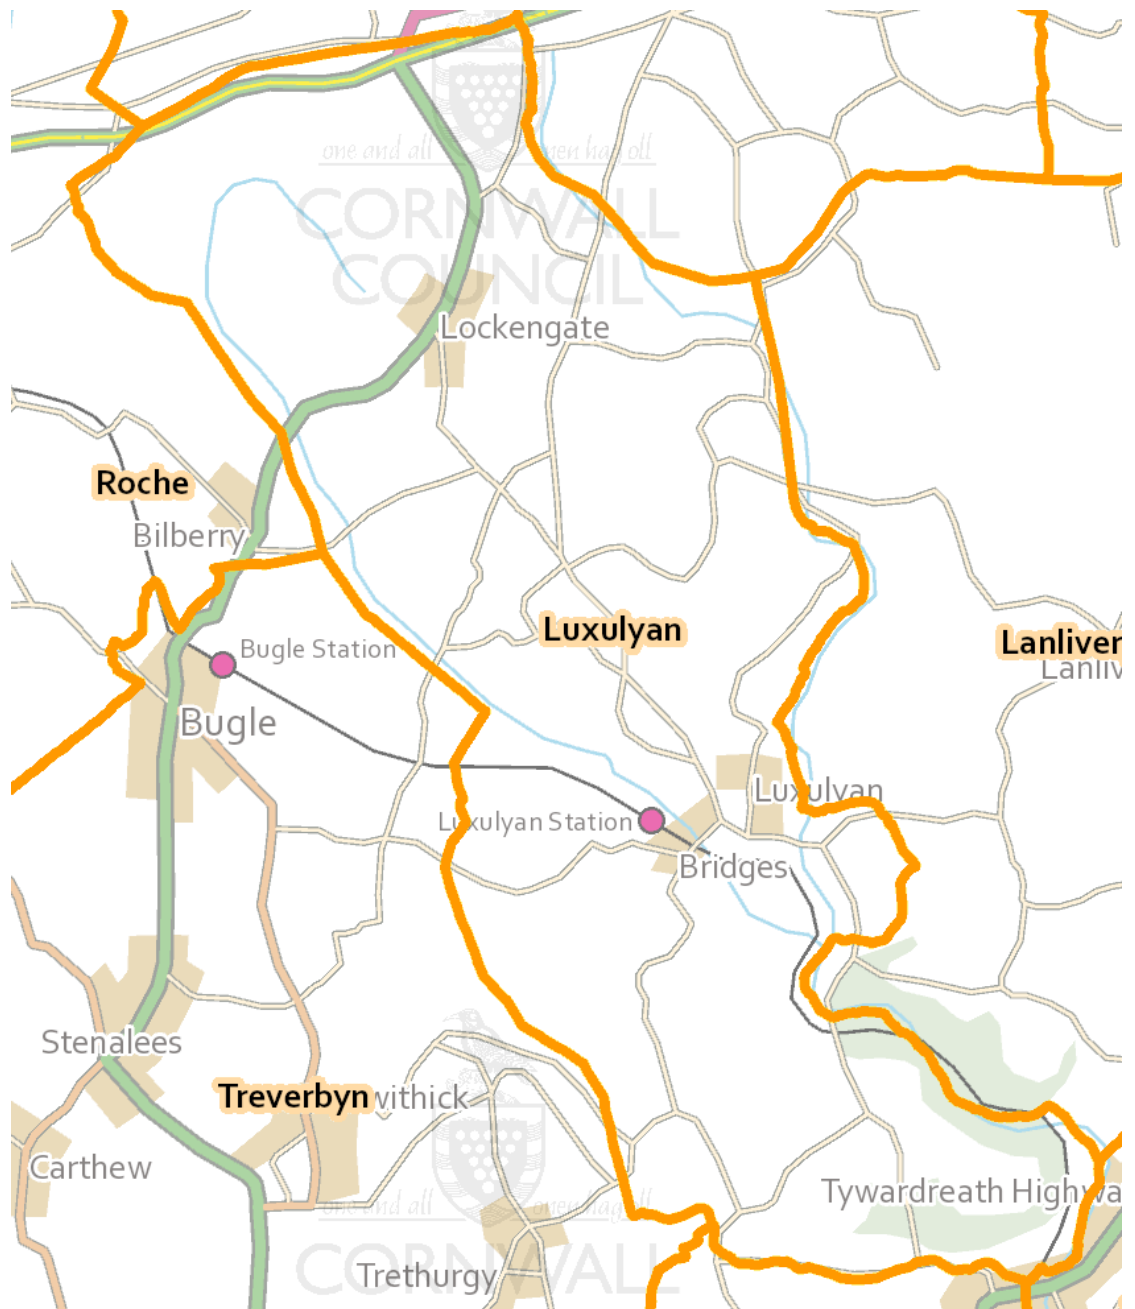 one and all
onen hag oll
CORNWALL
COUNCIL
Lockengate
Roche
Bilberry
Luxulyan
Lanliver
Lanliv
Bugle Station
Bugle
Luxulyan
Luxulyan Station
Bridges
Stenalees
Treverbyn
withick
Carthew
Tywardreath Highwa
one and all
onen hag oll
CORNWALL
Trethurgy